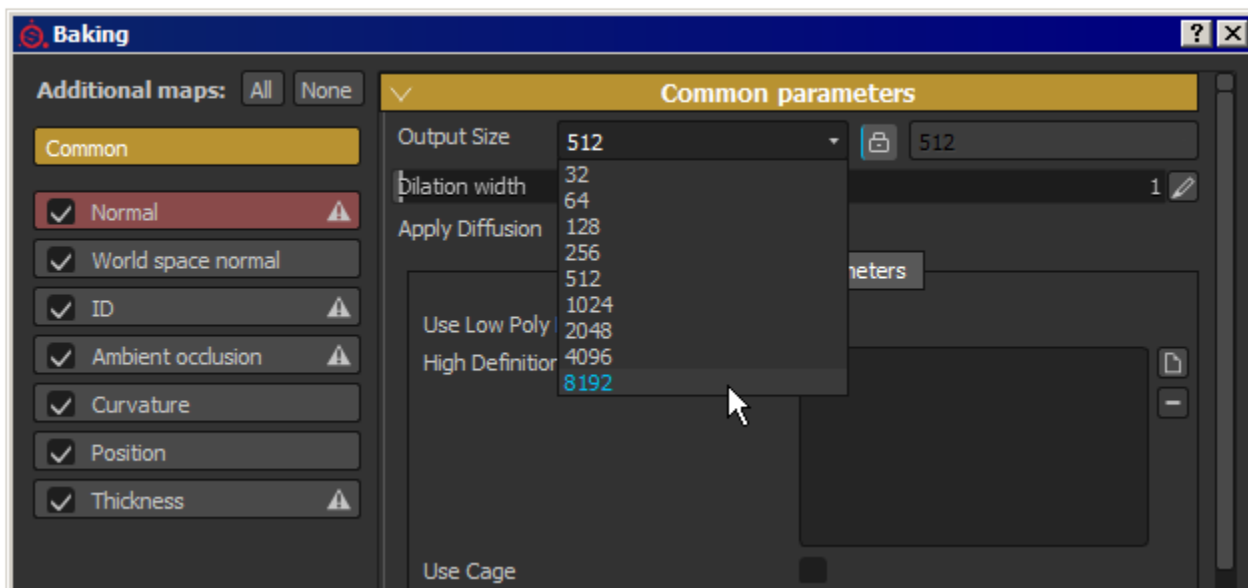 Baking
?
Additional maps: All None
Common
Normal
World space normal
ID
Ambient occlusion
Curvature
Position
Thickness
Common parameters
Output Size 512 512
32
64
128
256
512
1024
2048
4096
8192
Dilation width 1
Apply Diffusion
neters
Use Low Poly
High Definition
Use Cage